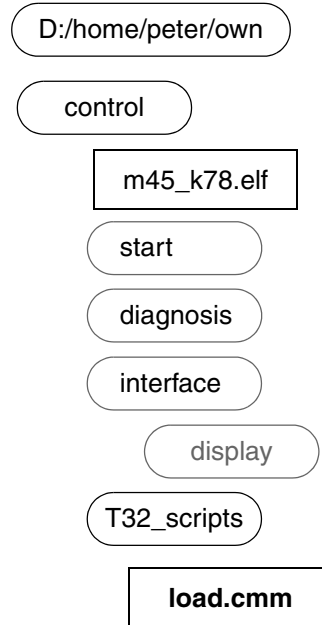 D:/home/peter/own
control
m45_k78.elf
start
diagnosis
interface
display
T32_scripts
load.cmm